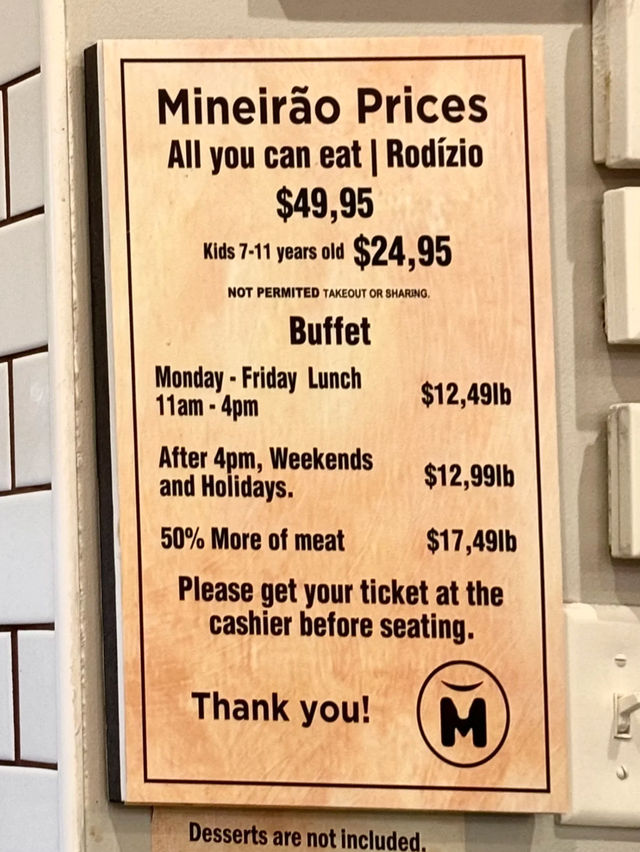 Mineirão Prices
All you can eat | Rodízio
$49,95
Kids 7-11 years old $24,95
NOT PERMITED TAKEOUT OR SHARING.
Buffet
Monday - Friday Lunch
11am - 4pm
$12,49lb
After 4pm, Weekends
and Holidays.
$12,99lb
50% More of meat $17,49lb
Please get your ticket at the
cashier before seating.
Thank you!
M
Desserts are not included.